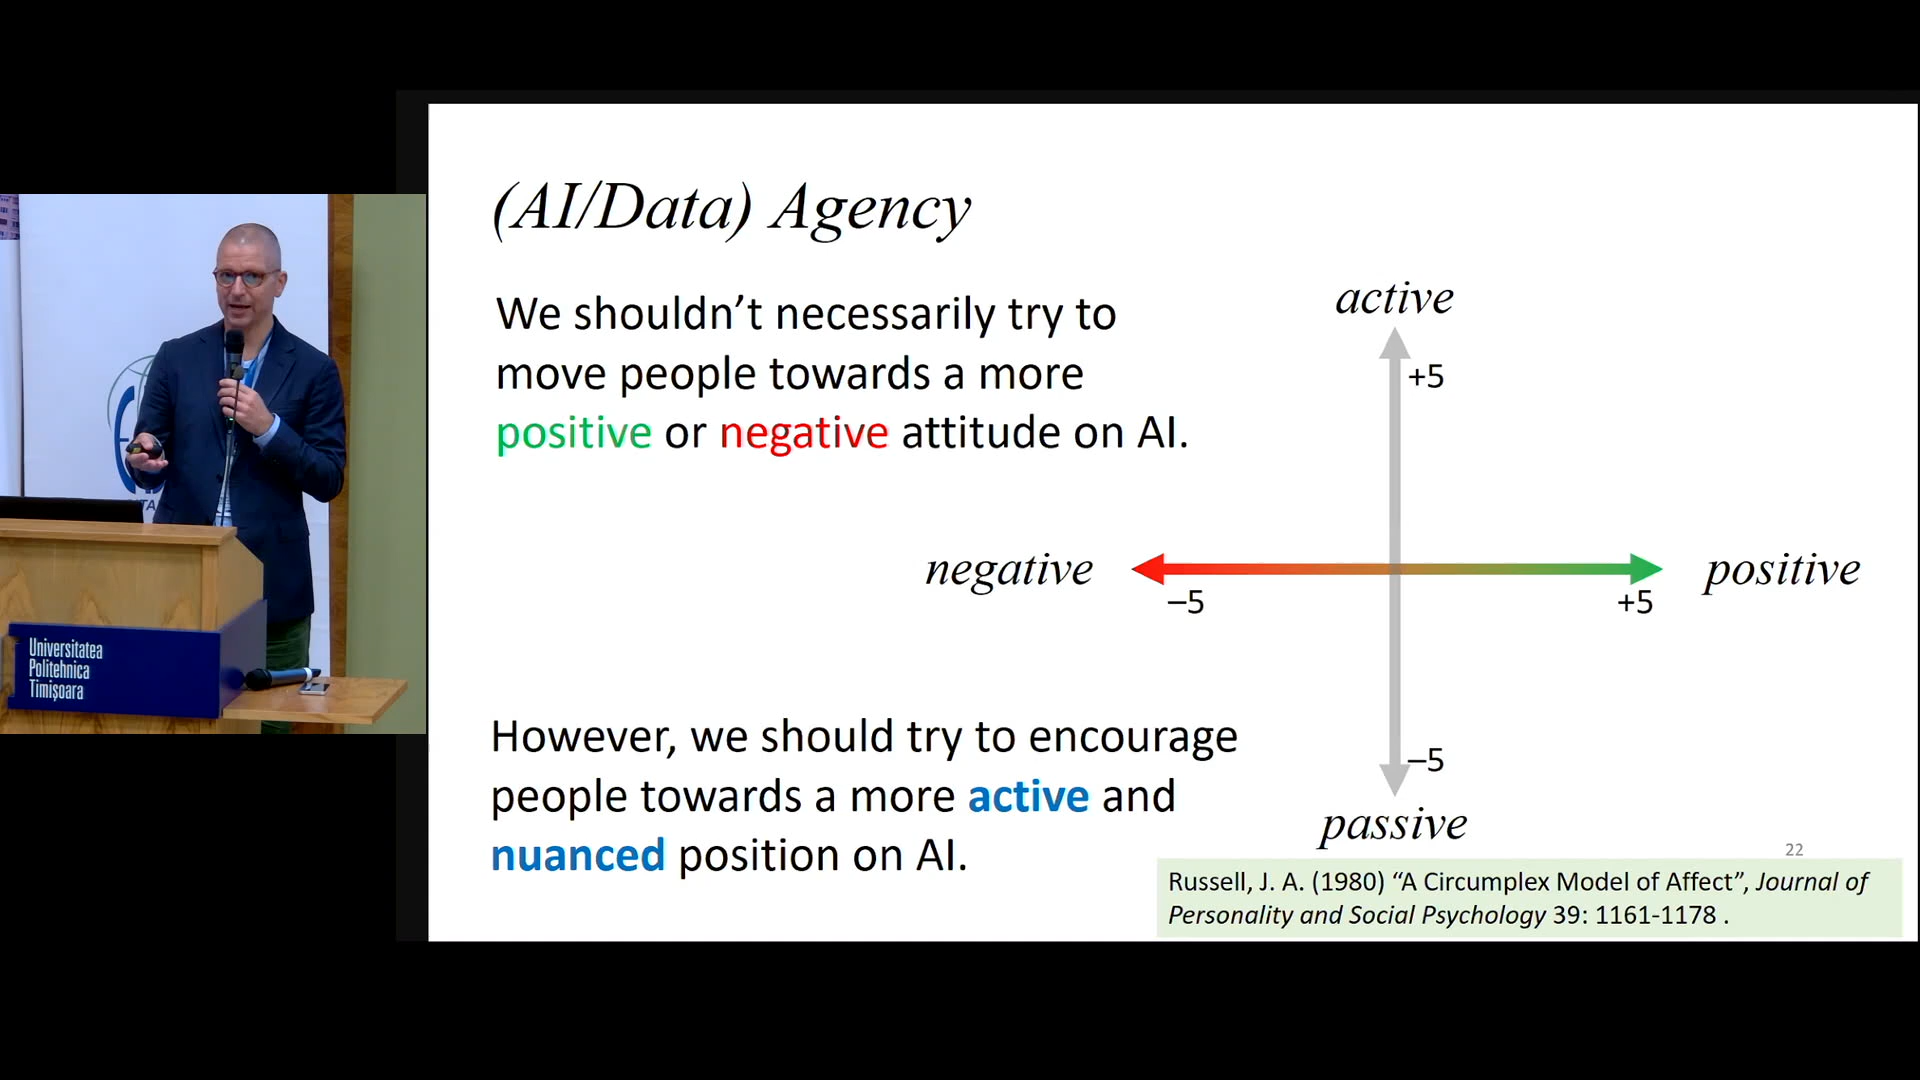 (AI/Data) Agency
We shouldn’t necessarily try to
move people towards a more
positive or negative attitude on AI.
active
+5
negative
positive
–5
+5
However, we should try to encourage
people towards a more active and
nuanced position on AI.
–5
passive
22
Russell, J. A. (1980) “A Circumplex Model of Affect”, Journal of
Personality and Social Psychology 39: 1161-1178 .
Universitatea
Politehnica
Timișoara